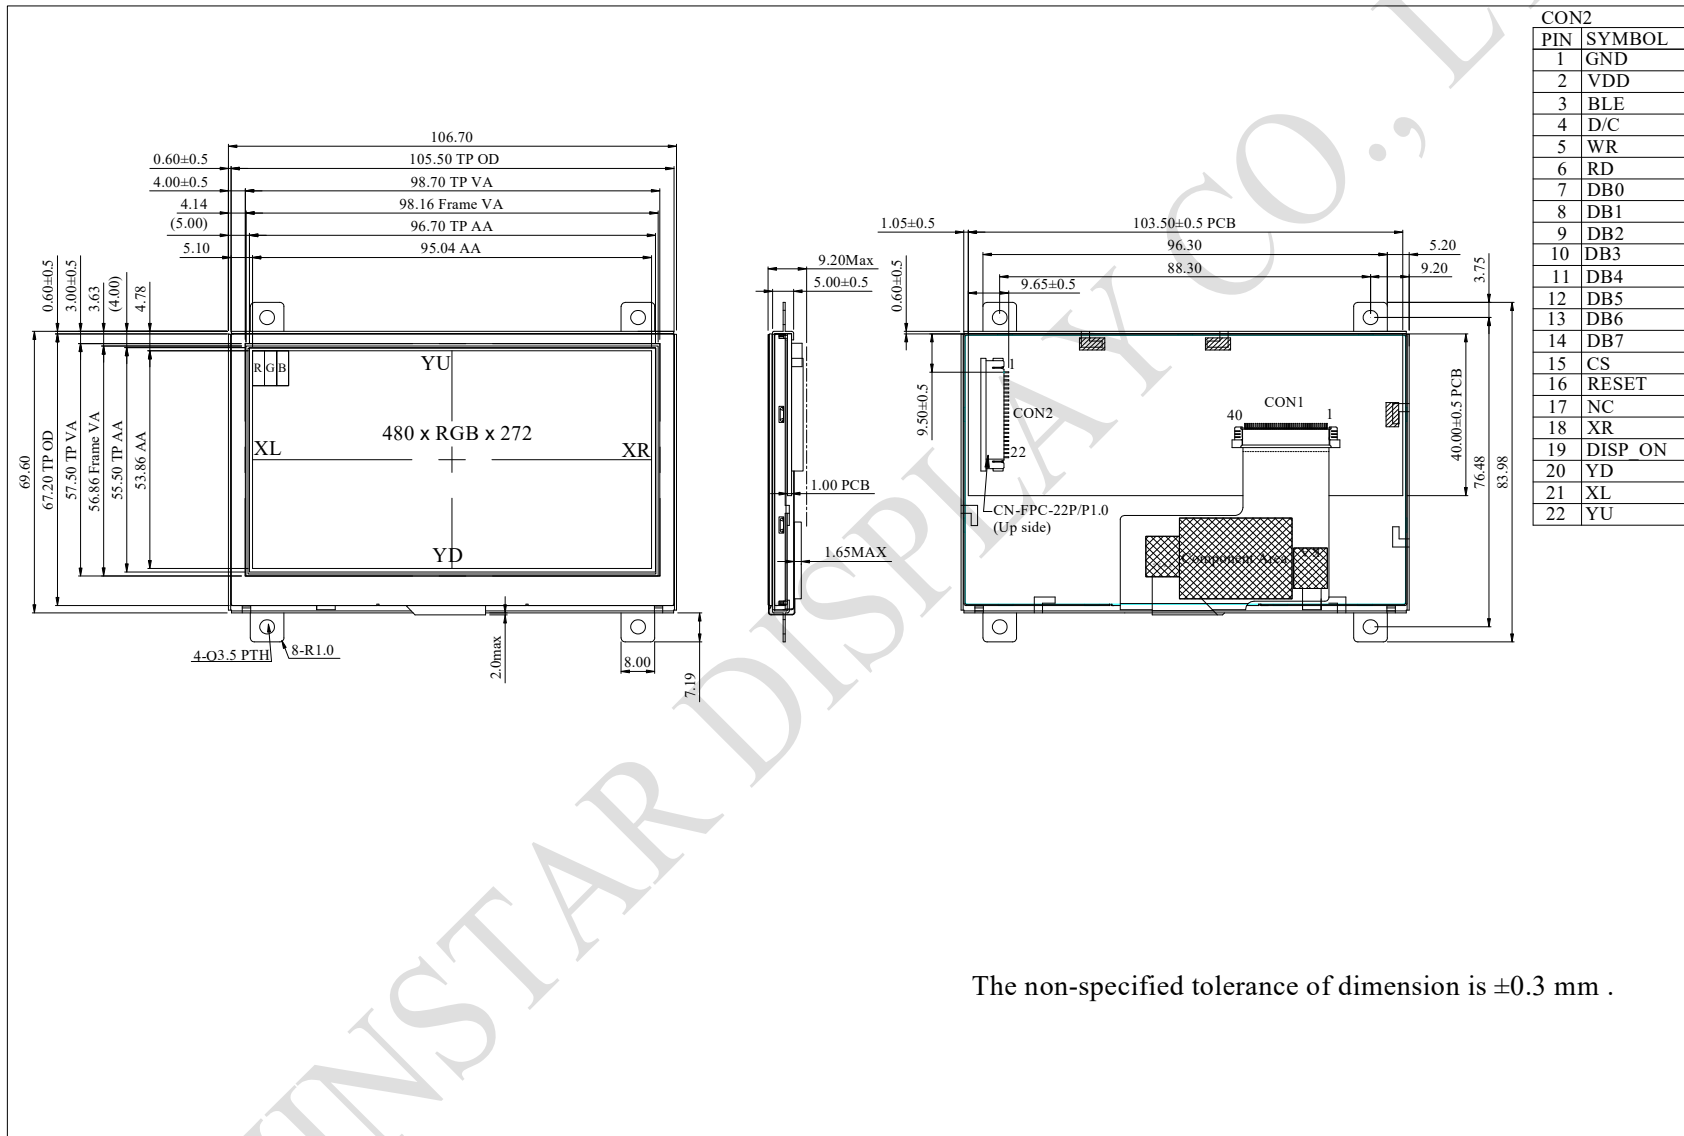 106.70
0.60±0.5
105.50 TP OD
4.00±0.5
98.70 TP VA
4.14
98.16 Frame VA
(5.00)
96.70 TP AA
5.10
95.04 AA
0.60±0.5
3.00±0.5
3.63
(4.00)
4.78
69.60
67.20 TP OD
57.50 TP VA
56.86 Frame VA
55.50 TP AA
53.86 AA
R G B
YU
480 x RGB x 272
XL
XR
YD
4-O3.5 PTH
8-R1.0
2.0max
8.00
7.19
9.20Max
5.00±0.5
1.00 PCB
1.65MAX
1.05±0.5
103.50±0.5 PCB
96.30
5.20
88.30
9.20
9.65±0.5
0.60±0.5
3.75
9.50±0.5
1
CON2
22
CON1
40
1
CN-FPC-22P/P1.0
(Up side)
Component Area
40.00±0.5 PCB
76.48
83.98
CON2
PIN SYMBOL
1 GND
2 VDD
3 BLE
4 D/C
5 WR
6 RD
7 DB0
8 DB1
9 DB2
10 DB3
11 DB4
12 DB5
13 DB6
14 DB7
15 CS
16 RESET
17 NC
18 XR
19 DISP_ON
20 YD
21 XL
22 YU
The non-specified tolerance of dimension is ±0.3 mm .
INSTAR DISPLAY CO., L